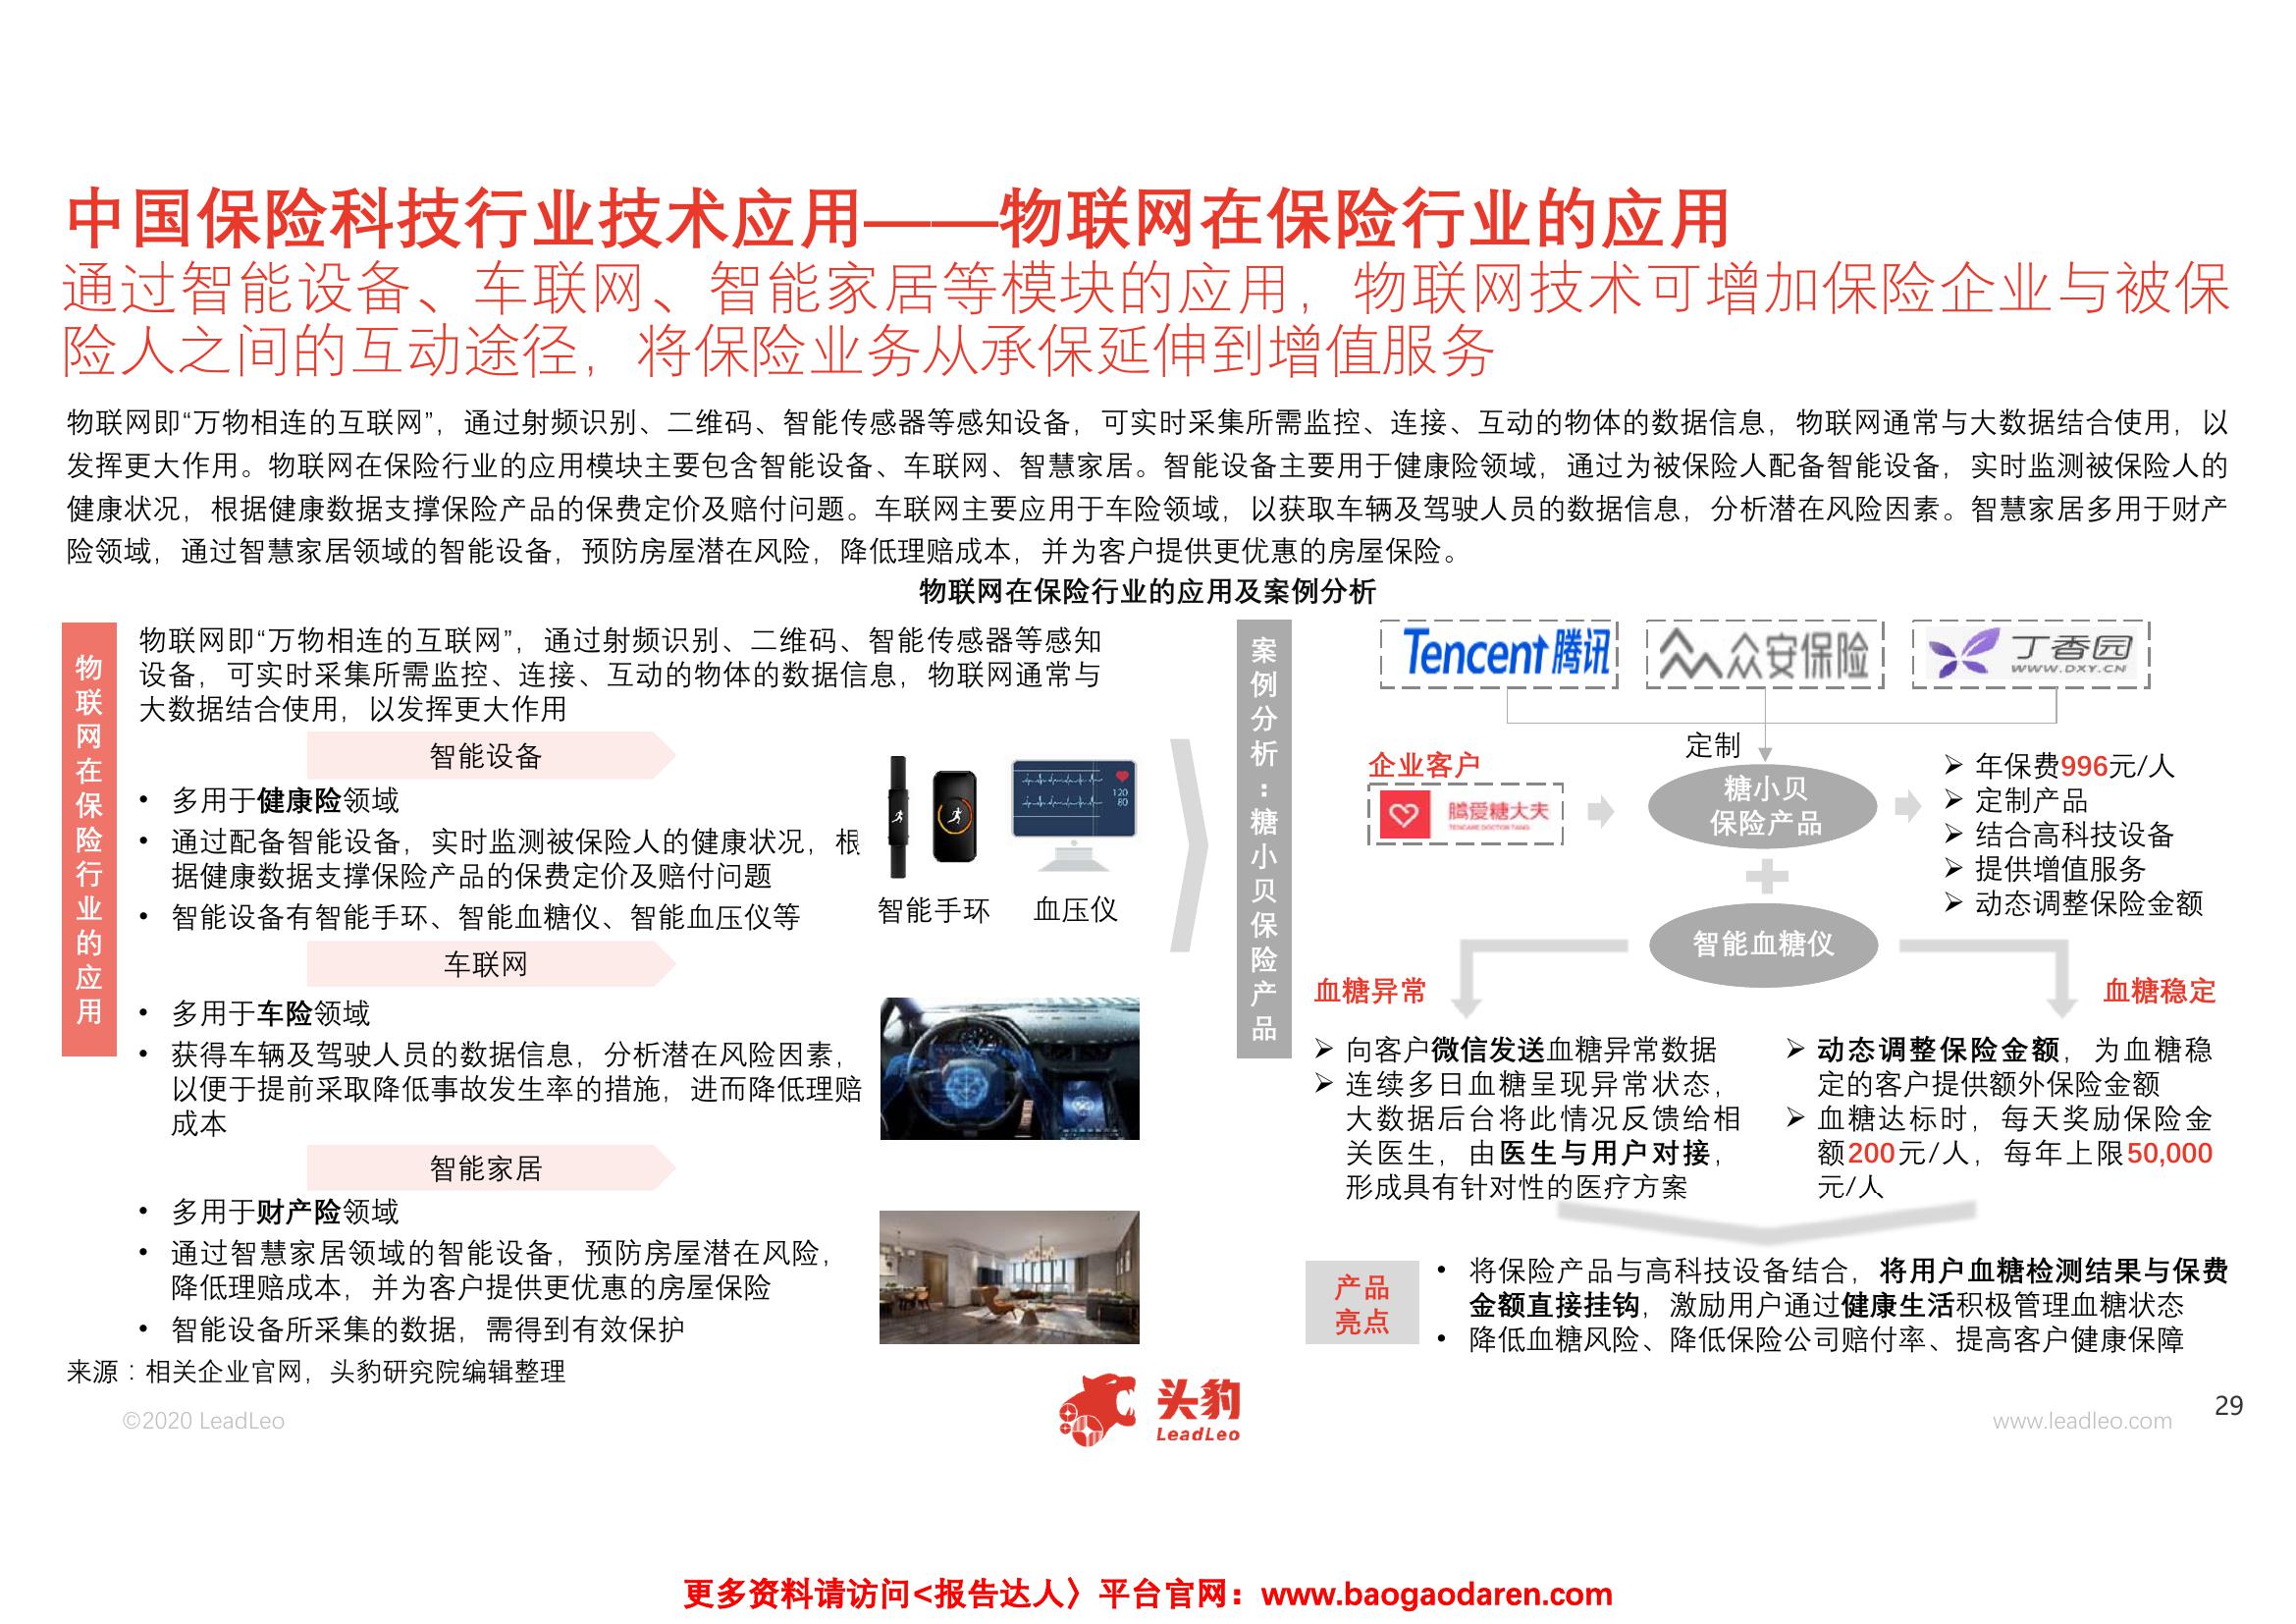 中国保险科技行业技术应用——物联网在保险行业的应用
通过智能设备、车联网、智能家居等模块的应用，物联网技术可增加保险企业与被保
险人之间的互动途径，将保险业务从承保延伸到增值服务
物联网即“万物相连的互联网”，通过射频识别、二维码、智能传感器等感知设备，可实时采集所需监控、连接、互动的物体的数据信息，物联网通常与大数据结合使用，以
发挥更大作用。物联网在保险行业的应用模块主要包含智能设备、车联网、智慧家居。智能设备主要用于健康险领域，通过为被保险人配备智能设备，实时监测被保险人的
健康状况，根据健康数据支撑保险产品的保费定价及赔付问题。车联网主要应用于车险领域，以获取车辆及驾驶人员的数据信息，分析潜在风险因素。智慧家居多用于财产
险领域，通过智慧家居领域的智能设备，预防房屋潜在风险，降低理赔成本，并为客户提供更优惠的房屋保险。
物联网在保险行业的应用及案例分析
物联网在保险行业的应用
物联网即“万物相连的互联网”，通过射频识别、二维码、智能传感器等感知
设备，可实时采集所需监控、连接、互动的物体的数据信息，物联网通常与
大数据结合使用，以发挥更大作用
智能设备
• 多用于健康险领域
• 通过配备智能设备，实时监测被保险人的健康状况，根
据健康数据支撑保险产品的保费定价及赔付问题
• 智能设备有智能手环、智能血糖仪、智能血压仪等
120
80
智能手环
血压仪
车联网
• 多用于车险领域
• 获得车辆及驾驶人员的数据信息，分析潜在风险因素，
以便于提前采取降低事故发生率的措施，进而降低理赔
成本
智能家居
• 多用于财产险领域
• 通过智慧家居领域的智能设备，预防房屋潜在风险，
降低理赔成本，并为客户提供更优惠的房屋保险
• 智能设备所采集的数据，需得到有效保护
案例分析：糖小贝保险产品
Tencent 腾讯
众安保险
丁香园
WWW.DXY.CN
定制
企业客户
腾爱糖大夫
TENCARE DOCTOR TANG
糖小贝
保险产品
➢ 年保费996元/人
➢ 定制产品
➢ 结合高科技设备
➢ 提供增值服务
➢ 动态调整保险金额
智能血糖仪
血糖异常
➢ 向客户微信发送血糖异常数据
➢ 连续多日血糖呈现异常状态，
大数据后台将此情况反馈给相
关医生，由医生与用户对接，
形成具有针对性的医疗方案
血糖稳定
➢ 动态调整保险金额，为血糖稳
定的客户提供额外保险金额
➢ 血糖达标时，每天奖励保险金
额200元/人，每年上限50,000
元/人
产品
亮点
• 将保险产品与高科技设备结合，将用户血糖检测结果与保费
金额直接挂钩，激励用户通过健康生活积极管理血糖状态
• 降低血糖风险、降低保险公司赔付率、提高客户健康保障
来源：相关企业官网，头豹研究院编辑整理
©2020 LeadLeo
头豹
LeadLeo
www.leadleo.com
29
更多资料请访问<报告达人〉平台官网：www.baogaodaren.com